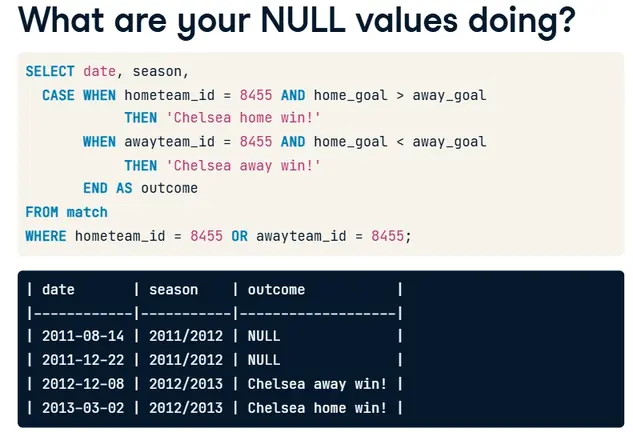 What are your NULL values doing?
SELECT date, season,
CASE WHEN hometeam_id = 8455 AND home_goal > away_goal
THEN 'Chelsea home win!'
WHEN awayteam_id = 8455 AND home_goal < away_goal
THEN 'Chelsea away win!'
END AS outcome
FROM match
WHERE hometeam_id = 8455 OR awayteam_id = 8455;
| date | season | outcome |
|------------|-----------|-------------------|
| 2011-08-14 | 2011/2012 | NULL |
| 2011-12-22 | 2011/2012 | NULL |
| 2012-12-08 | 2012/2013 | Chelsea away win! |
| 2013-03-02 | 2012/2013 | Chelsea home win! |